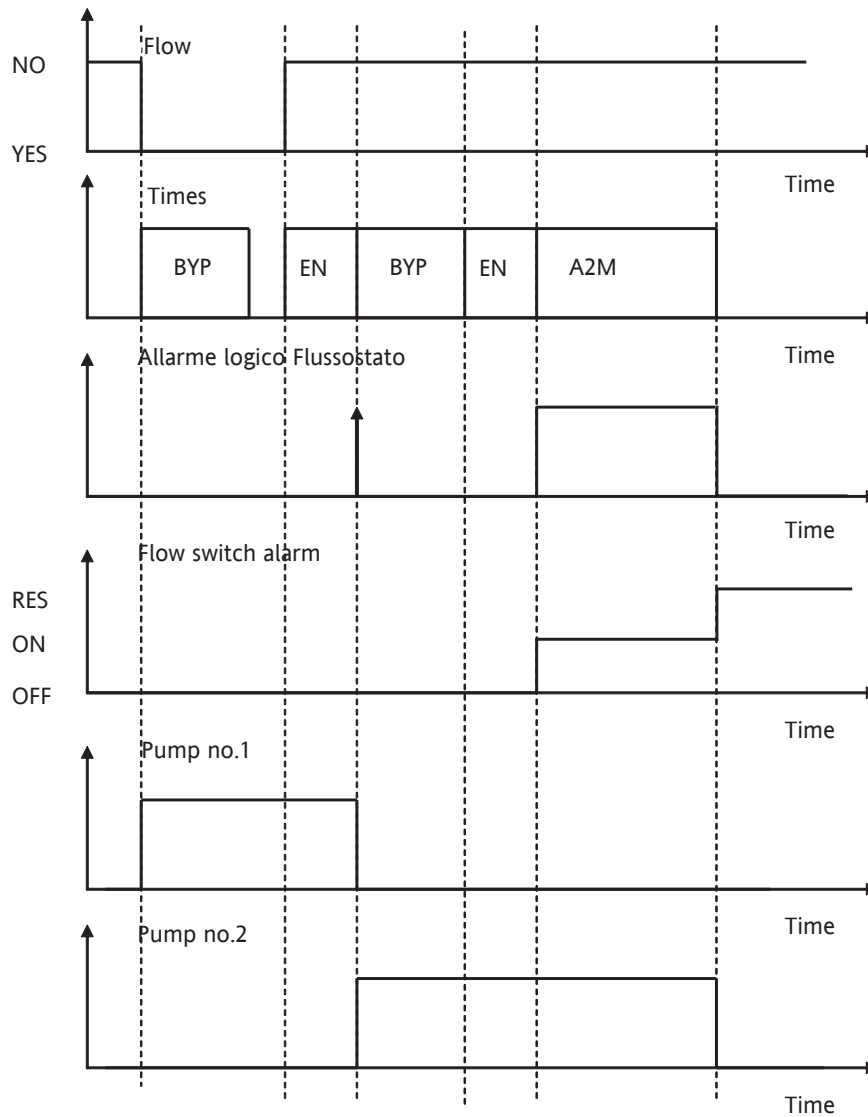 Flow
NO
YES
Time
Times
BYP
EN
BYP
EN
A2M
Time
Allarme logico Flussostato
Time
Flow switch alarm
RES
ON
OFF
Time
Pump no.1
Time
Pump no.2
Time